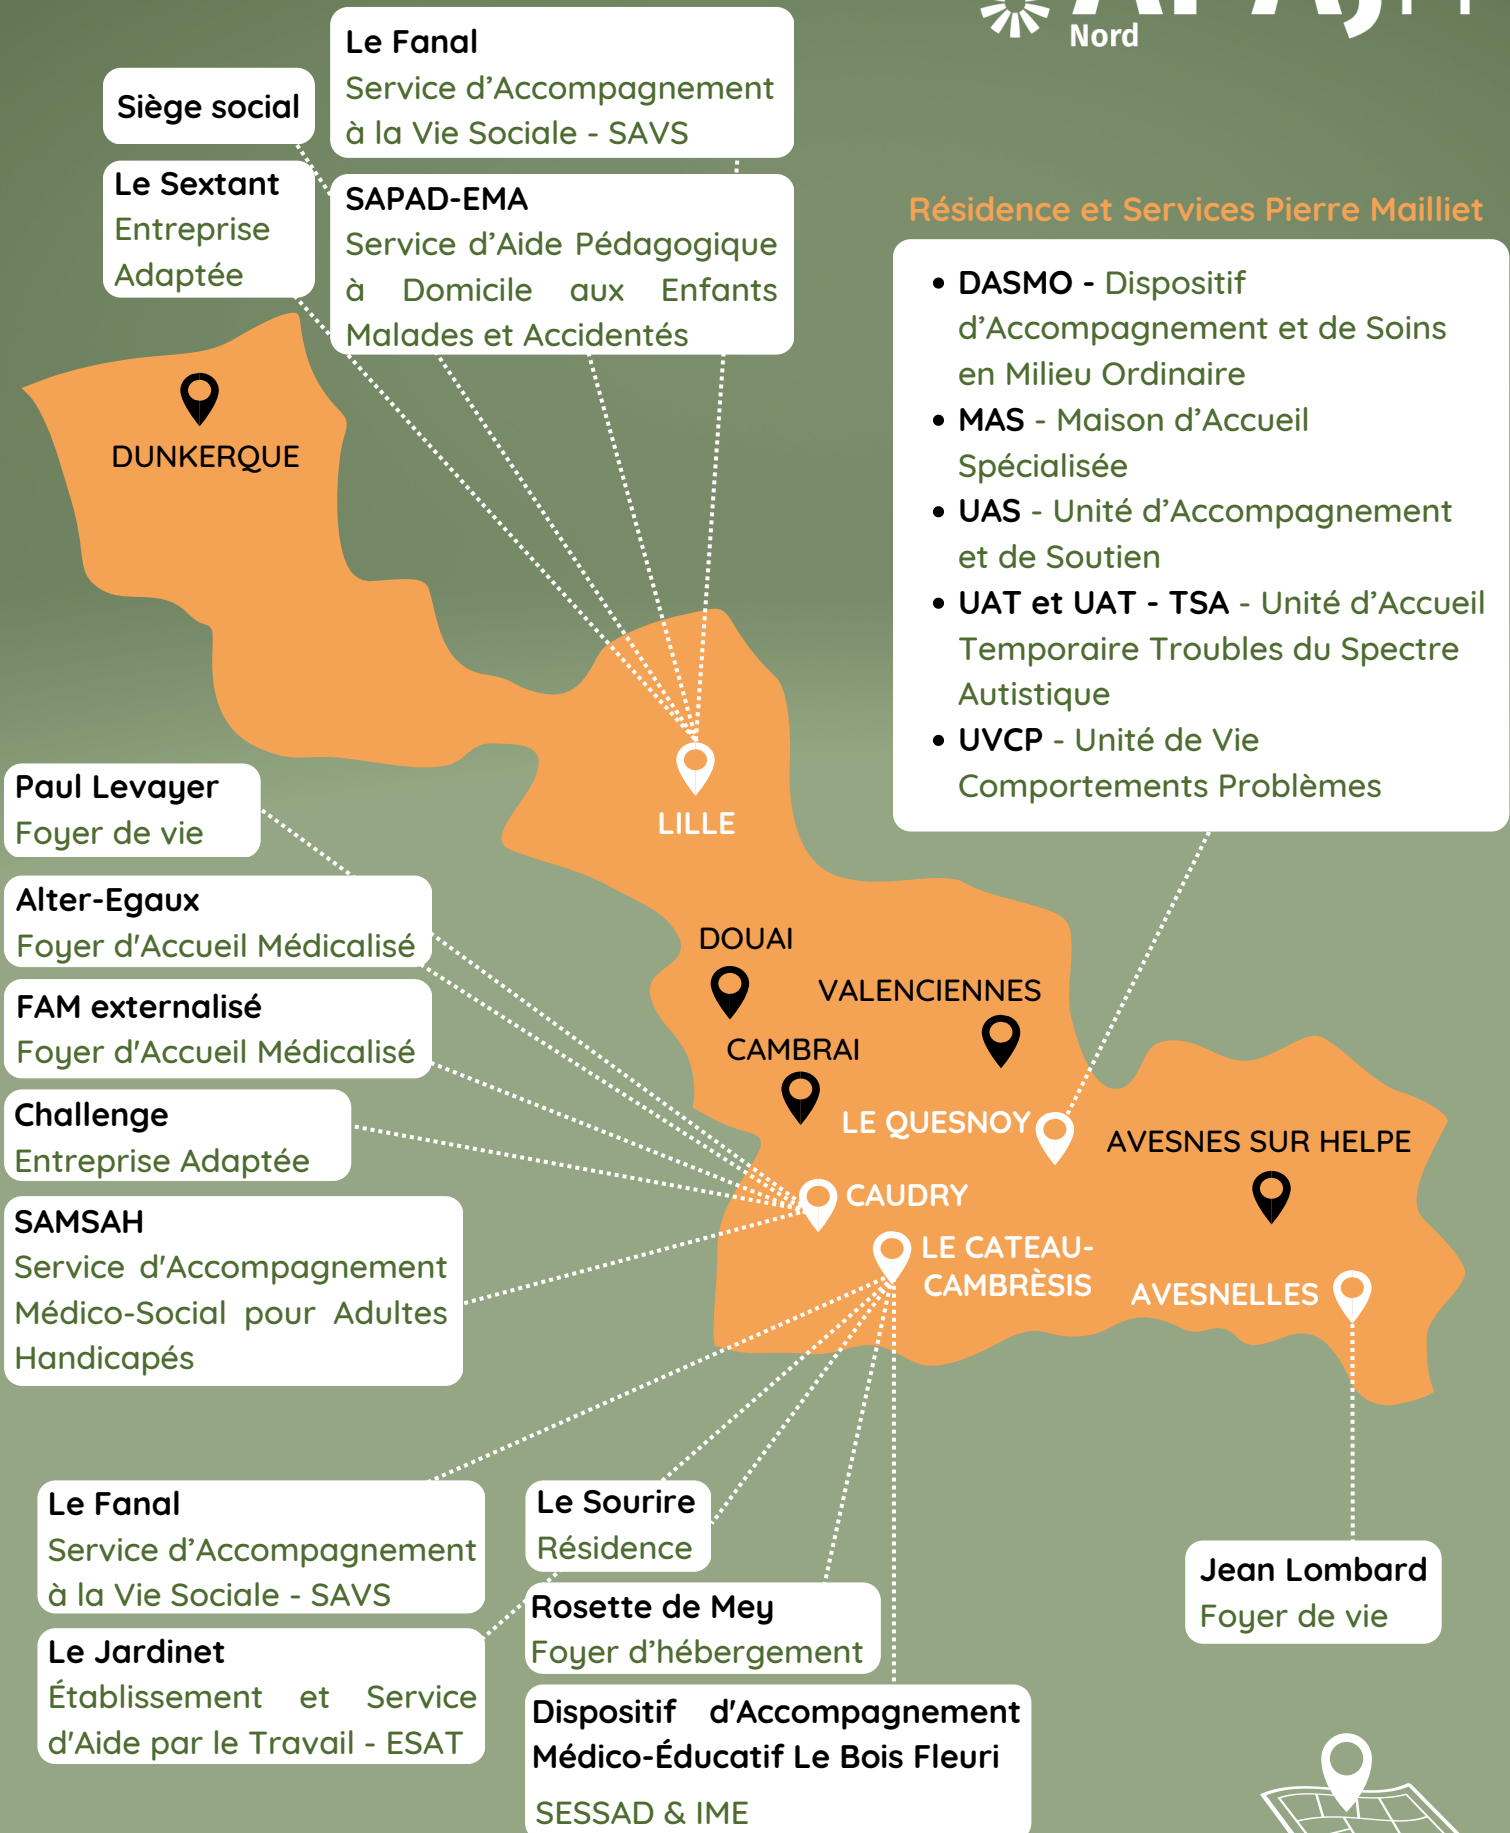 Nord
Siège social
Le Fanal
Service d’Accompagnement
à la Vie Sociale - SAVS
Le Sextant
Entreprise
Adaptée
SAPAD-EMA
Service d’Aide Pédagogique
à Domicile aux Enfants
Malades et Accidentés
Résidence et Services Pierre Mailliet
• DASMO - Dispositif
d’Accompagnement et de Soins
en Milieu Ordinaire
• MAS - Maison d’Accueil
Spécialisée
• UAS - Unité d’Accompagnement
et de Soutien
• UAT et UAT - TSA - Unité d’Accueil
Temporaire Troubles du Spectre
Autistique
• UVCP - Unité de Vie
Comportements Problèmes
DUNKERQUE
LILLE
DOUAI
VALENCIENNES
CAMBRAI
LE QUESNOY
AVESNES SUR HELPE
CAUDRY
LE CATEAU-
CAMBRÈSIS
AVESNELLES
Paul Levayer
Foyer de vie
Alter-Egaux
Foyer d'Accueil Médicalisé
FAM externalisé
Foyer d'Accueil Médicalisé
Challenge
Entreprise Adaptée
SAMSAH
Service d'Accompagnement
Médico-Social pour Adultes
Handicapés
Le Fanal
Service d’Accompagnement
à la Vie Sociale - SAVS
Le Jardinet
Établissement et Service
d'Aide par le Travail - ESAT
Le Sourire
Résidence
Rosette de Mey
Foyer d’hébergement
Dispositif d'Accompagnement
Médico-Éducatif Le Bois Fleuri
SESSAD & IME
Jean Lombard
Foyer de vie